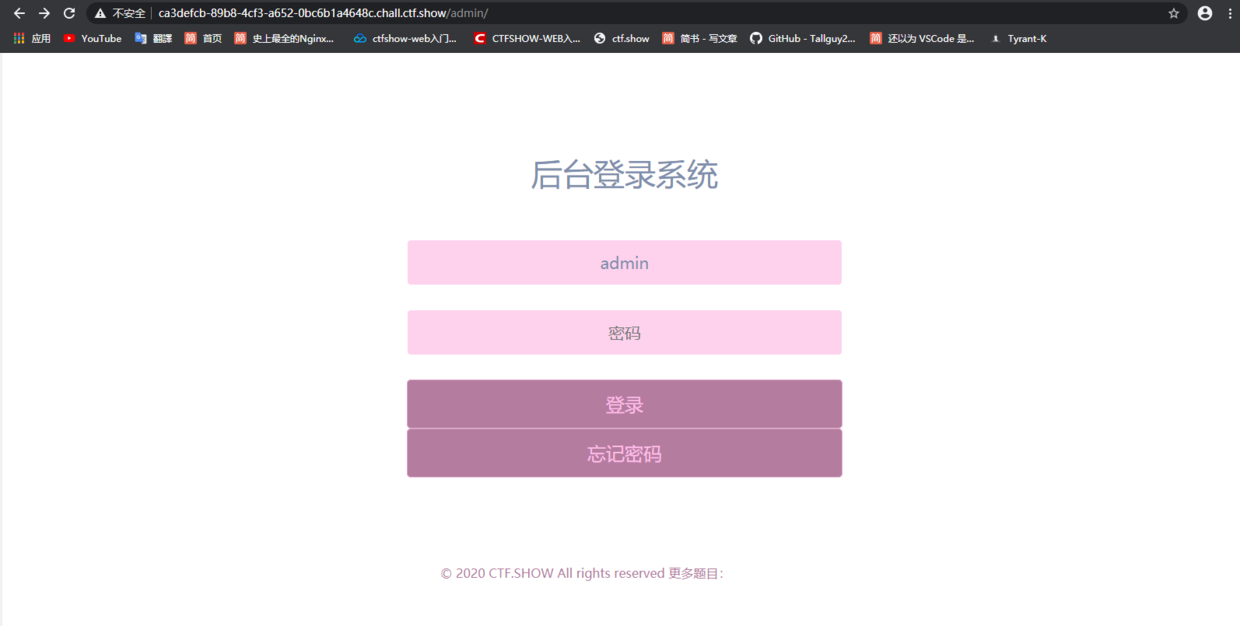 不安全 ca3defcb-89b8-4cf3-a652-0bc6b1a4648c.chall.ctf.show/admin/
应用 YouTube 翻譯 简 首页 简 史上最全的Nginx... ctfshow-web入门... CTFSHOW-WEB入... ctf.show 简 简书 - 写文章 GitHub - Tallguy2... 简 还以为 VSCode 是... Tyrant-K
后台登录系统
admin
密码
登录
忘记密码
© 2020 CTF.SHOW All rights reserved 更多题目：